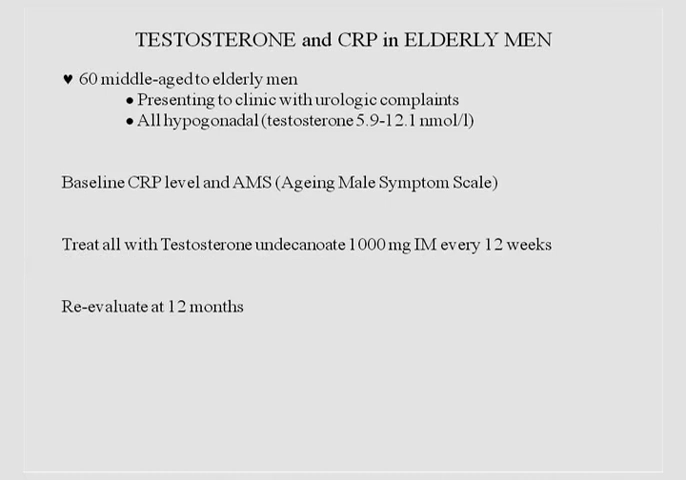 TESTOSTERONE and CRP in ELDERLY MEN
♥ 60 middle-aged to elderly men
● Presenting to clinic with urologic complaints
● All hypogonadal (testosterone 5.9-12.1 nmol/l)
Baseline CRP level and AMS (Ageing Male Symptom Scale)
Treat all with Testosterone undecanoate 1000 mg IM every 12 weeks
Re-evaluate at 12 months